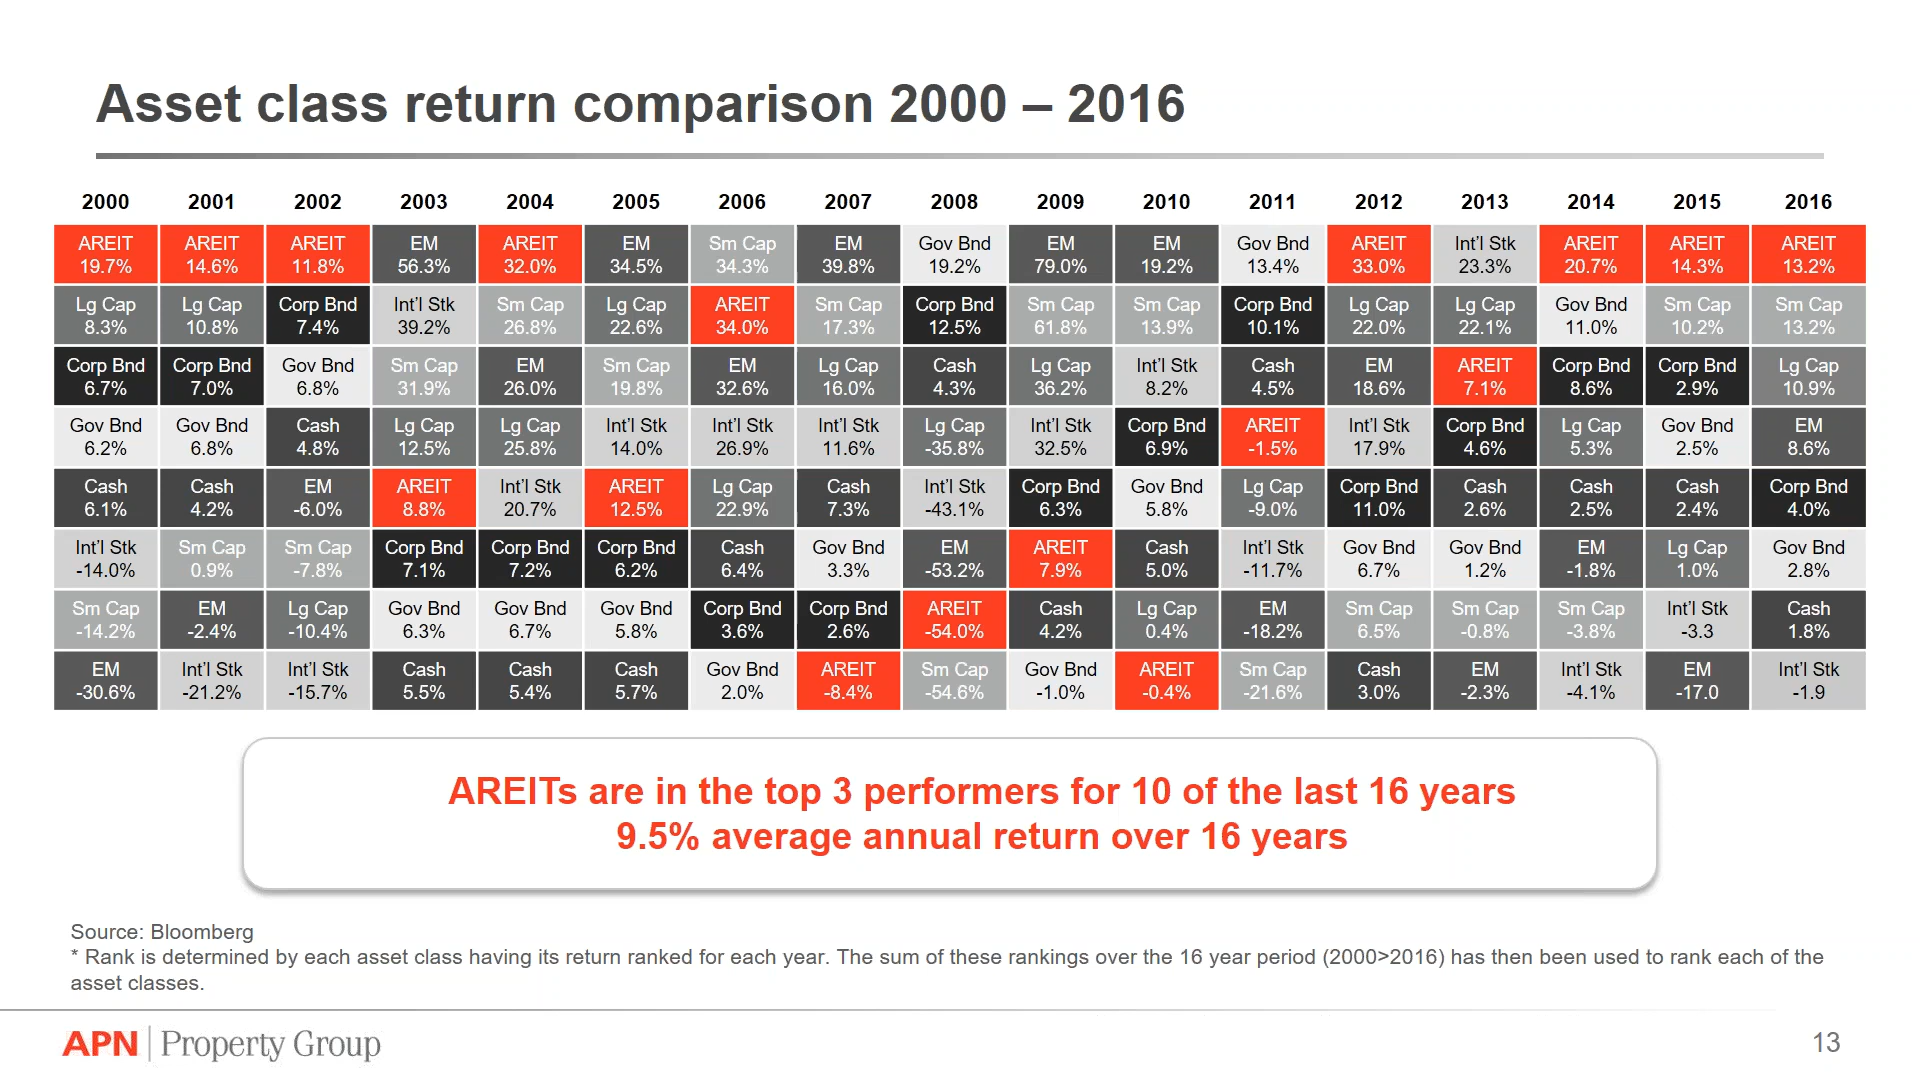 Asset class return comparison 2000 – 2016
2000 2001 2002 2003 2004 2005 2006 2007 2008 2009 2010 2011 2012 2013 2014 2015 2016
AREIT AREIT AREIT EM AREIT EM Sm Cap EM Gov Bnd EM EM Gov Bnd AREIT Int'l Stk AREIT AREIT AREIT
19.7% 14.6% 11.8% 56.3% 32.0% 34.5% 34.3% 39.8% 19.2% 79.0% 19.2% 13.4% 33.0% 23.3% 20.7% 14.3% 13.2%
Lg Cap Lg Cap Corp Bnd Int'l Stk Sm Cap Lg Cap AREIT Sm Cap Corp Bnd Sm Cap Sm Cap Corp Bnd Lg Cap Lg Cap Gov Bnd Sm Cap Sm Cap
8.3% 10.8% 7.4% 39.2% 26.8% 22.6% 34.0% 17.3% 12.5% 61.8% 13.9% 10.1% 22.0% 22.1% 11.0% 10.2% 13.2%
Corp Bnd Corp Bnd Gov Bnd Sm Cap EM Sm Cap EM Lg Cap Cash Lg Cap Int'l Stk Cash EM AREIT Corp Bnd Corp Bnd Lg Cap
6.7% 7.0% 6.8% 31.9% 26.0% 19.8% 32.6% 16.0% 4.3% 36.2% 8.2% 4.5% 18.6% 7.1% 8.6% 2.9% 10.9%
Gov Bnd Gov Bnd Cash Lg Cap Lg Cap Int'l Stk Int'l Stk Int'l Stk Lg Cap Int'l Stk Corp Bnd AREIT Int'l Stk Corp Bnd Lg Cap Gov Bnd EM
6.2% 6.8% 4.8% 12.5% 25.8% 14.0% 26.9% 11.6% -35.8% 32.5% 6.9% -1.5% 17.9% 4.6% 5.3% 2.5% 8.6%
Cash Cash EM AREIT Int'l Stk AREIT Lg Cap Cash Int'l Stk Corp Bnd Gov Bnd Lg Cap Corp Bnd Cash Cash Cash Corp Bnd
6.1% 4.2% -6.0% 8.8% 20.7% 12.5% 22.9% 7.3% -43.1% 6.3% 5.8% -9.0% 11.0% 2.6% 2.5% 2.4% 4.0%
Int'l Stk Sm Cap Sm Cap Corp Bnd Corp Bnd Corp Bnd Cash Gov Bnd EM AREIT Cash Int'l Stk Gov Bnd Gov Bnd EM Lg Cap Gov Bnd
-14.0% 0.9% -7.8% 7.1% 7.2% 6.2% 6.4% 3.3% -53.2% 7.9% 5.0% -11.7% 6.7% 1.2% -1.8% 1.0% 2.8%
Sm Cap EM Lg Cap Gov Bnd Gov Bnd Gov Bnd Corp Bnd Corp Bnd AREIT Cash Lg Cap EM Sm Cap Sm Cap Sm Cap Int'l Stk Cash
-14.2% -2.4% -10.4% 6.3% 6.7% 5.8% 3.6% 2.6% -54.0% 4.2% 0.4% -18.2% 6.5% -0.8% -3.8% -3.3 1.8%
EM Int'l Stk Int'l Stk Cash Cash Cash Gov Bnd AREIT Sm Cap Gov Bnd AREIT Sm Cap Cash EM Int'l Stk EM Int'l Stk
-30.6% -21.2% -15.7% 5.5% 5.4% 5.7% 2.0% -8.4% -54.6% -1.0% -0.4% -21.6% 3.0% -2.3% -4.1% -17.0 -1.9
AREITs are in the top 3 performers for 10 of the last 16 years
9.5% average annual return over 16 years
Source: Bloomberg
* Rank is determined by each asset class having its return ranked for each year. The sum of these rankings over the 16 year period (2000>2016) has then been used to rank each of the
asset classes.
APN Property Group
13